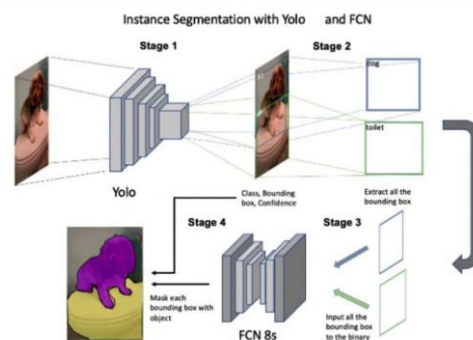 Instance Segmentation with Yolo and FCN
Stage 1
Stage 2
dog
toilet
Yolo
Class, Bounding
box, Confidence
Extract all the
bounding box
Stage 4
Stage 3
Mask each
bounding box with
object
FCN 8s
Input all the
bounding box
to the binary